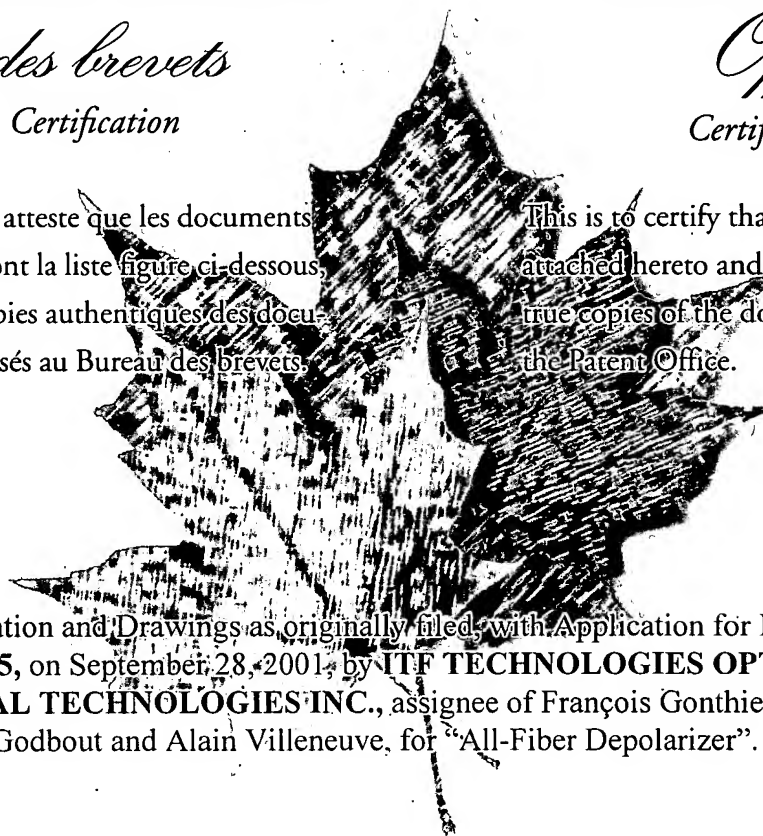 des brevets
Certification
atteste que les documents
ont la liste figure ci-dessous,
pies authentiques des docu-
sés au Bureau des brevets.
Certif
This is to certify tha
attached hereto and
true copies of the do
the Patent Office.
tion and Drawings as originally filed, with Application for
5, on September 28, 2001, by ITF TECHNOLOGIES OPT
AL TECHNOLOGIES INC., assignee of François Gonthie
Godbout and Alain Villeneuve, for “All-Fiber Depolarizer”.